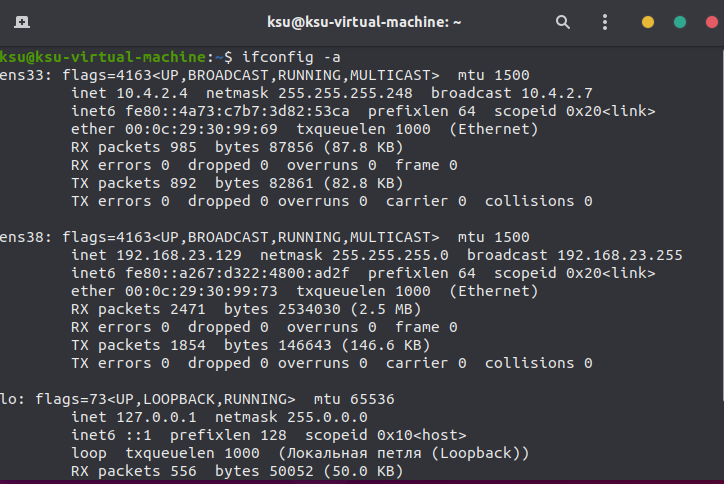 ksu@ksu-virtual-machine: ~
ksu@ksu-virtual-machine:~$ ifconfig -a
ens33: flags=4163<UP,BROADCAST,RUNNING,MULTICAST>  mtu 1500
        inet 10.4.2.4  netmask 255.255.255.248  broadcast 10.4.2.7
        inet6 fe80::4a73:c7b7:3d82:53ca  prefixlen 64  scopeid 0x20<link>
        ether 00:0c:29:30:99:69  txqueuelen 1000  (Ethernet)
        RX packets 985  bytes 87856 (87.8 KB)
        RX errors 0  dropped 0  overruns 0  frame 0
        TX packets 892  bytes 82861 (82.8 KB)
        TX errors 0  dropped 0 overruns 0  carrier 0  collisions 0
ens38: flags=4163<UP,BROADCAST,RUNNING,MULTICAST>  mtu 1500
        inet 192.168.23.129  netmask 255.255.255.0  broadcast 192.168.23.255
        inet6 fe80::a267:d322:4800:ad2f  prefixlen 64  scopeid 0x20<link>
        ether 00:0c:29:30:99:73  txqueuelen 1000  (Ethernet)
        RX packets 2471  bytes 2534030 (2.5 MB)
        RX errors 0  dropped 0  overruns 0  frame 0
        TX packets 1854  bytes 146643 (146.6 KB)
        TX errors 0  dropped 0 overruns 0  carrier 0  collisions 0
lo: flags=73<UP,LOOPBACK,RUNNING>  mtu 65536
        inet 127.0.0.1  netmask 255.0.0.0
        inet6 ::1  prefixlen 128  scopeid 0x10<host>
        loop  txqueuelen 1000  (Локальная петля (Loopback))
        RX packets 556  bytes 50052 (50.0 KB)